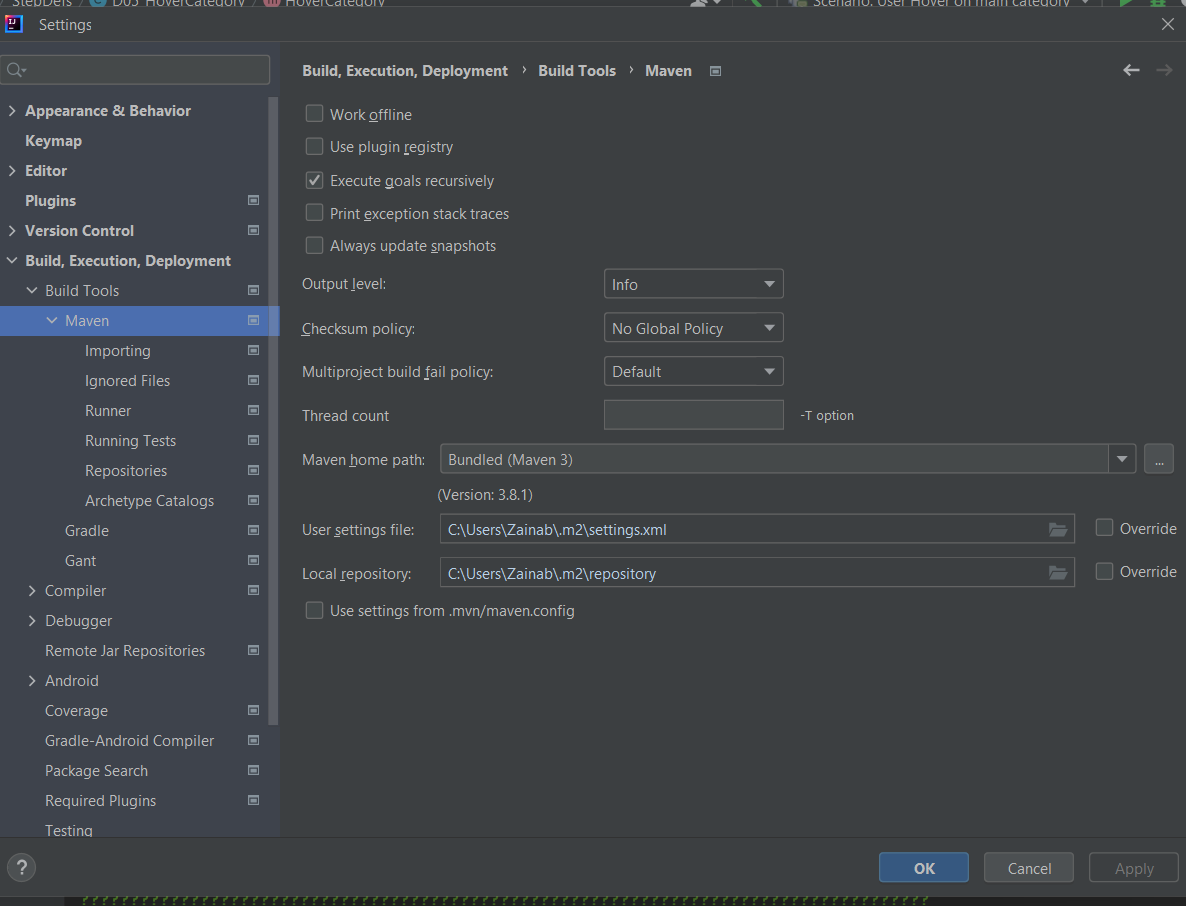 StepDefs / D03_HoverCategory / HoverCategory
Scenario: User Hover on main category
Settings
Appearance & Behavior
Keymap
Editor
Plugins
Version Control
Build, Execution, Deployment
Build Tools
Maven
Importing
Ignored Files
Runner
Running Tests
Repositories
Archetype Catalogs
Gradle
Gant
Compiler
Debugger
Remote Jar Repositories
Android
Coverage
Gradle-Android Compiler
Package Search
Required Plugins
Testing
Build, Execution, Deployment › Build Tools › Maven
Work offline
Use plugin registry
Execute goals recursively
Print exception stack traces
Always update snapshots
Output level: Info
Checksum policy: No Global Policy
Multiproject build fail policy: Default
Thread count -T option
Maven home path: Bundled (Maven 3) ...
(Version: 3.8.1)
User settings file: C:\Users\Zainab\.m2\settings.xml Override
Local repository: C:\Users\Zainab\.m2\repository Override
Use settings from .mvn/maven.config
? OK Cancel Apply